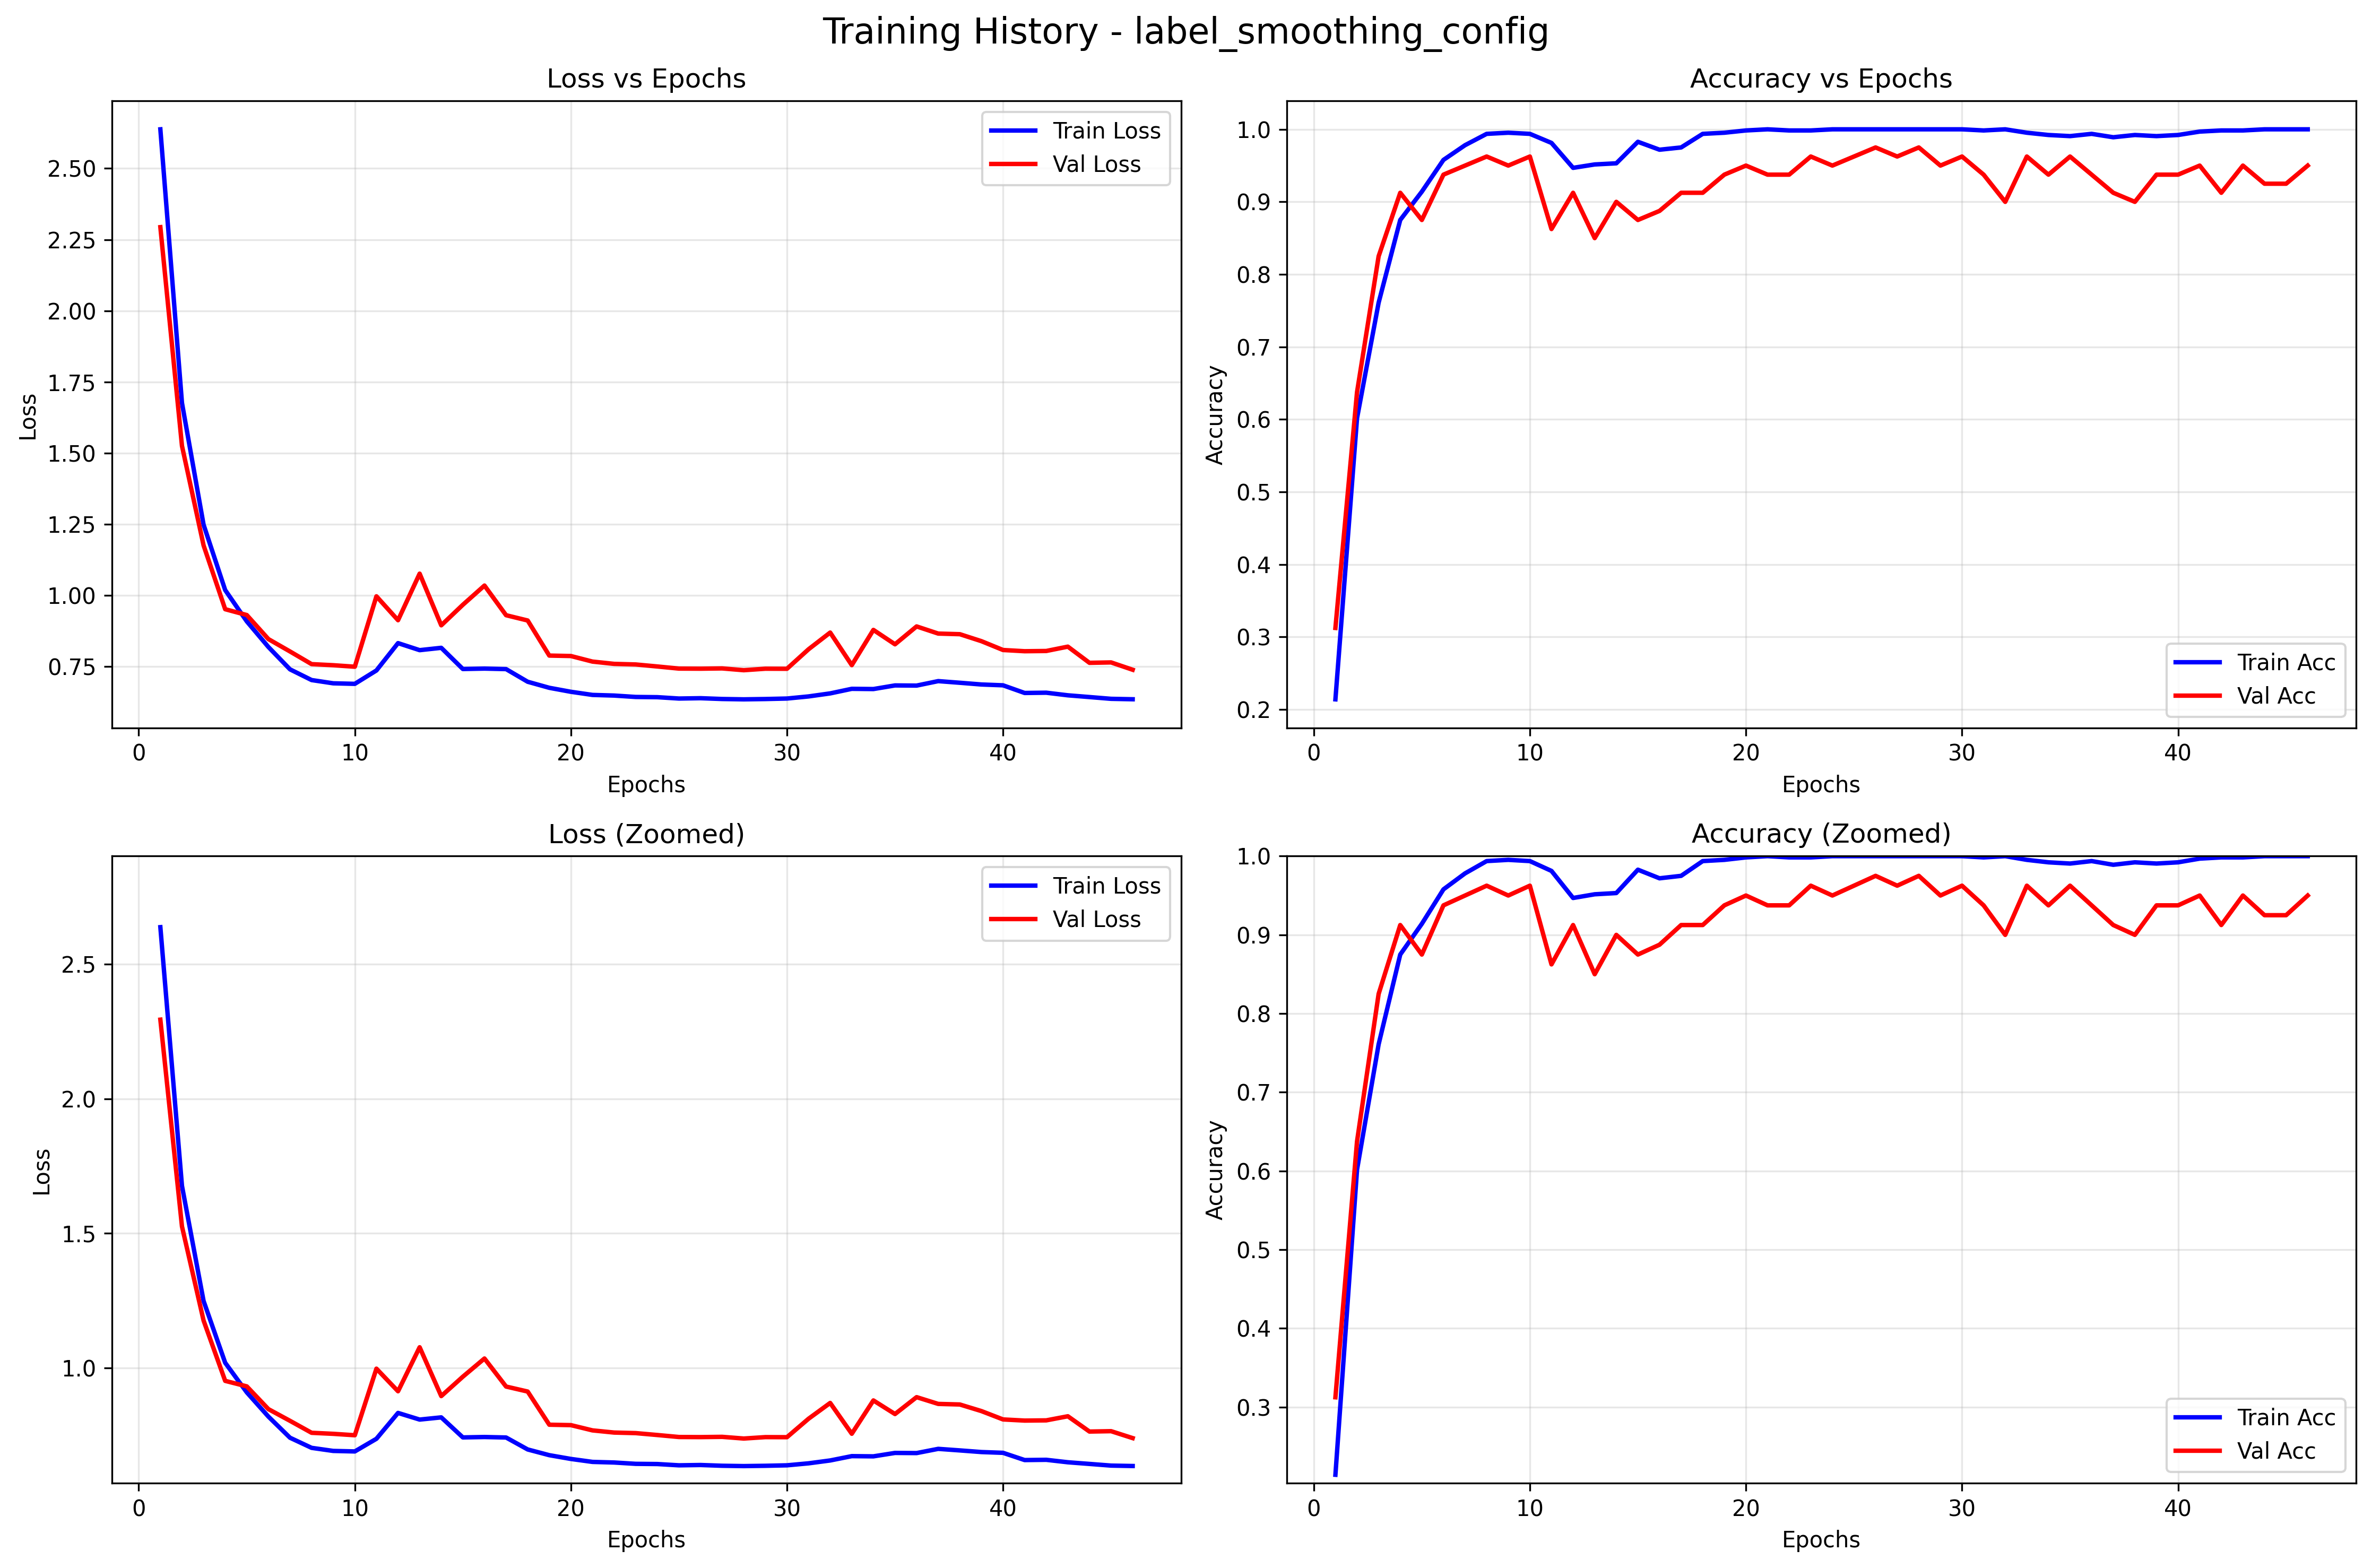 Training History - label_smoothing_config
Loss vs Epochs
Loss
2.50
2.25
2.00
1.75
1.50
1.25
1.00
0.75
0 10 20 30 40
Epochs
Train Loss
Val Loss
Accuracy vs Epochs
Accuracy
1.0
0.9
0.8
0.7
0.6
0.5
0.4
0.3
0.2
0 10 20 30 40
Epochs
Train Acc
Val Acc
Loss (Zoomed)
Loss
2.5
2.0
1.5
1.0
0 10 20 30 40
Epochs
Train Loss
Val Loss
Accuracy (Zoomed)
Accuracy
1.0
0.9
0.8
0.7
0.6
0.5
0.4
0.3
0 10 20 30 40
Epochs
Train Acc
Val Acc